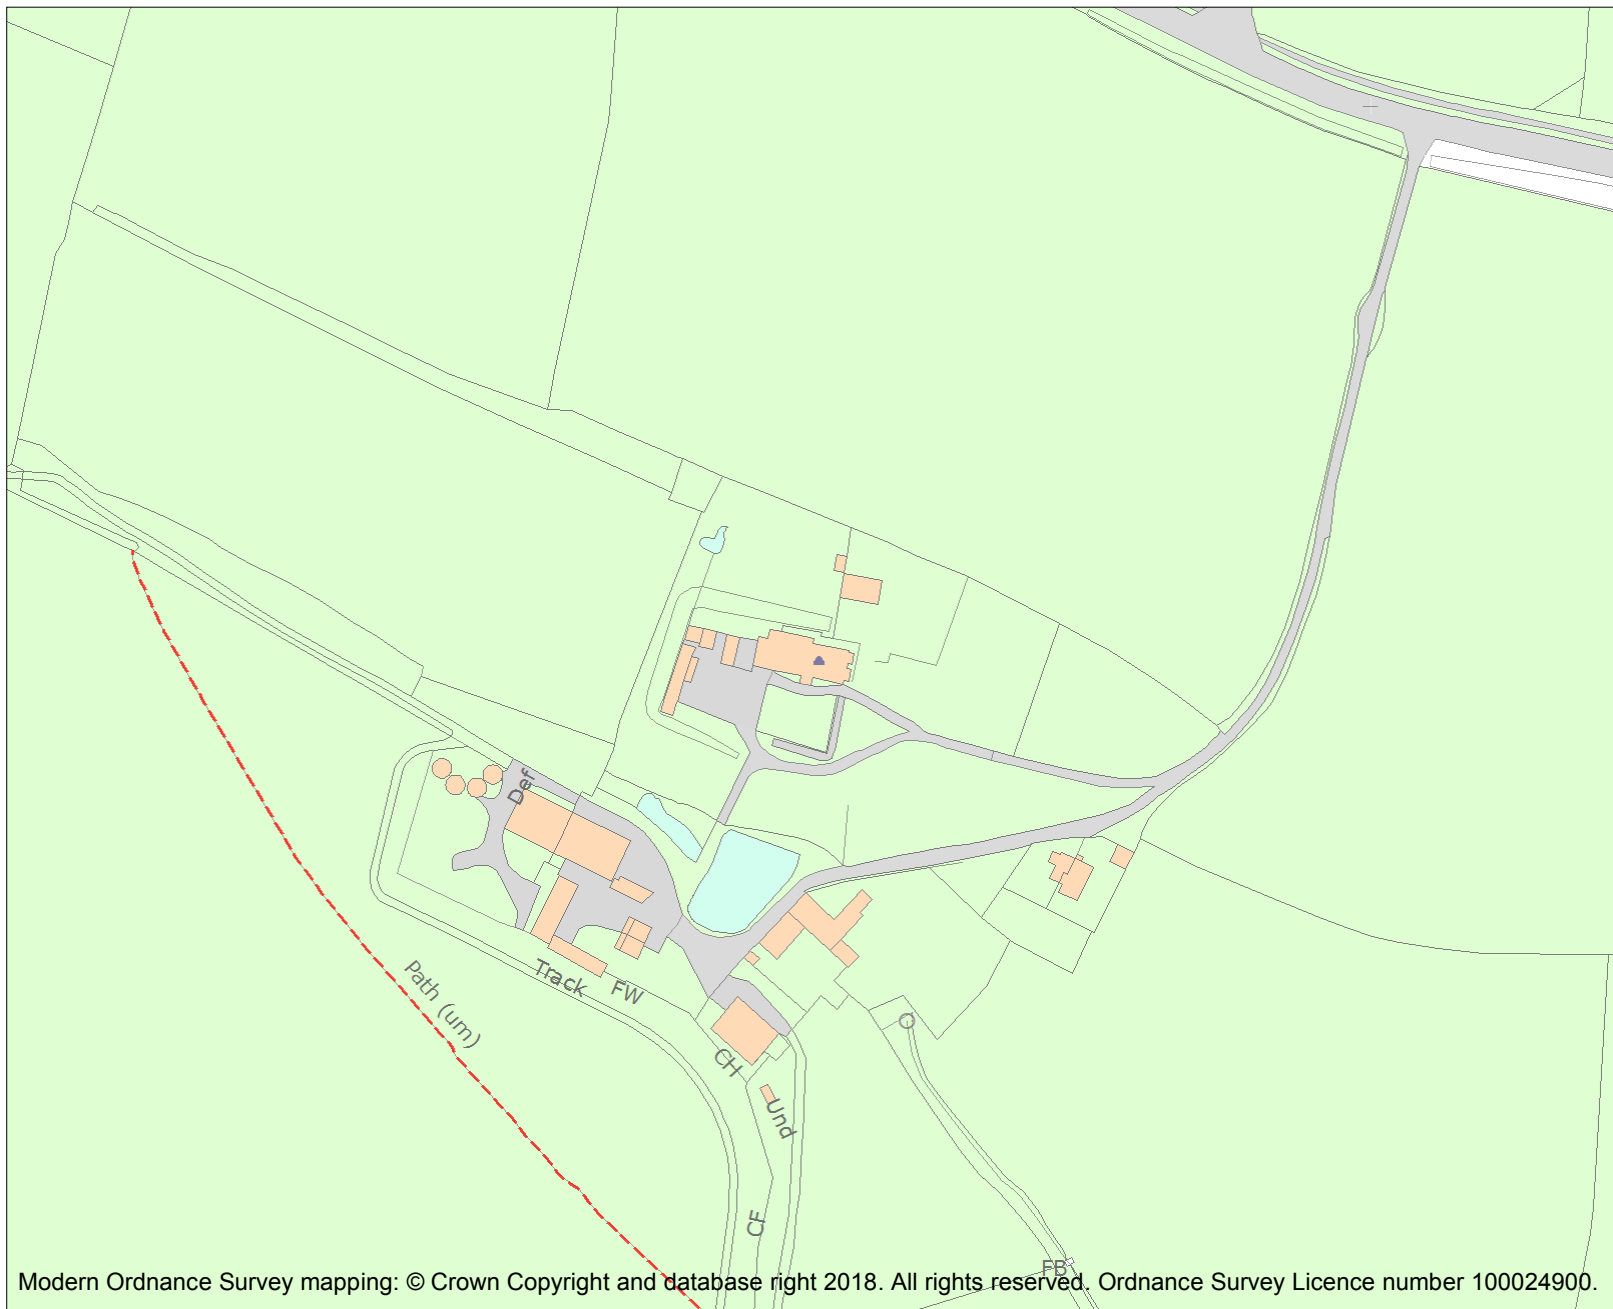 Def
Path (um)
Track
FW
CH
Und
CF
FB
Modern Ordnance Survey mapping: © Crown Copyright and database right 2018. All rights reserved. Ordnance Survey Licence number 100024900.